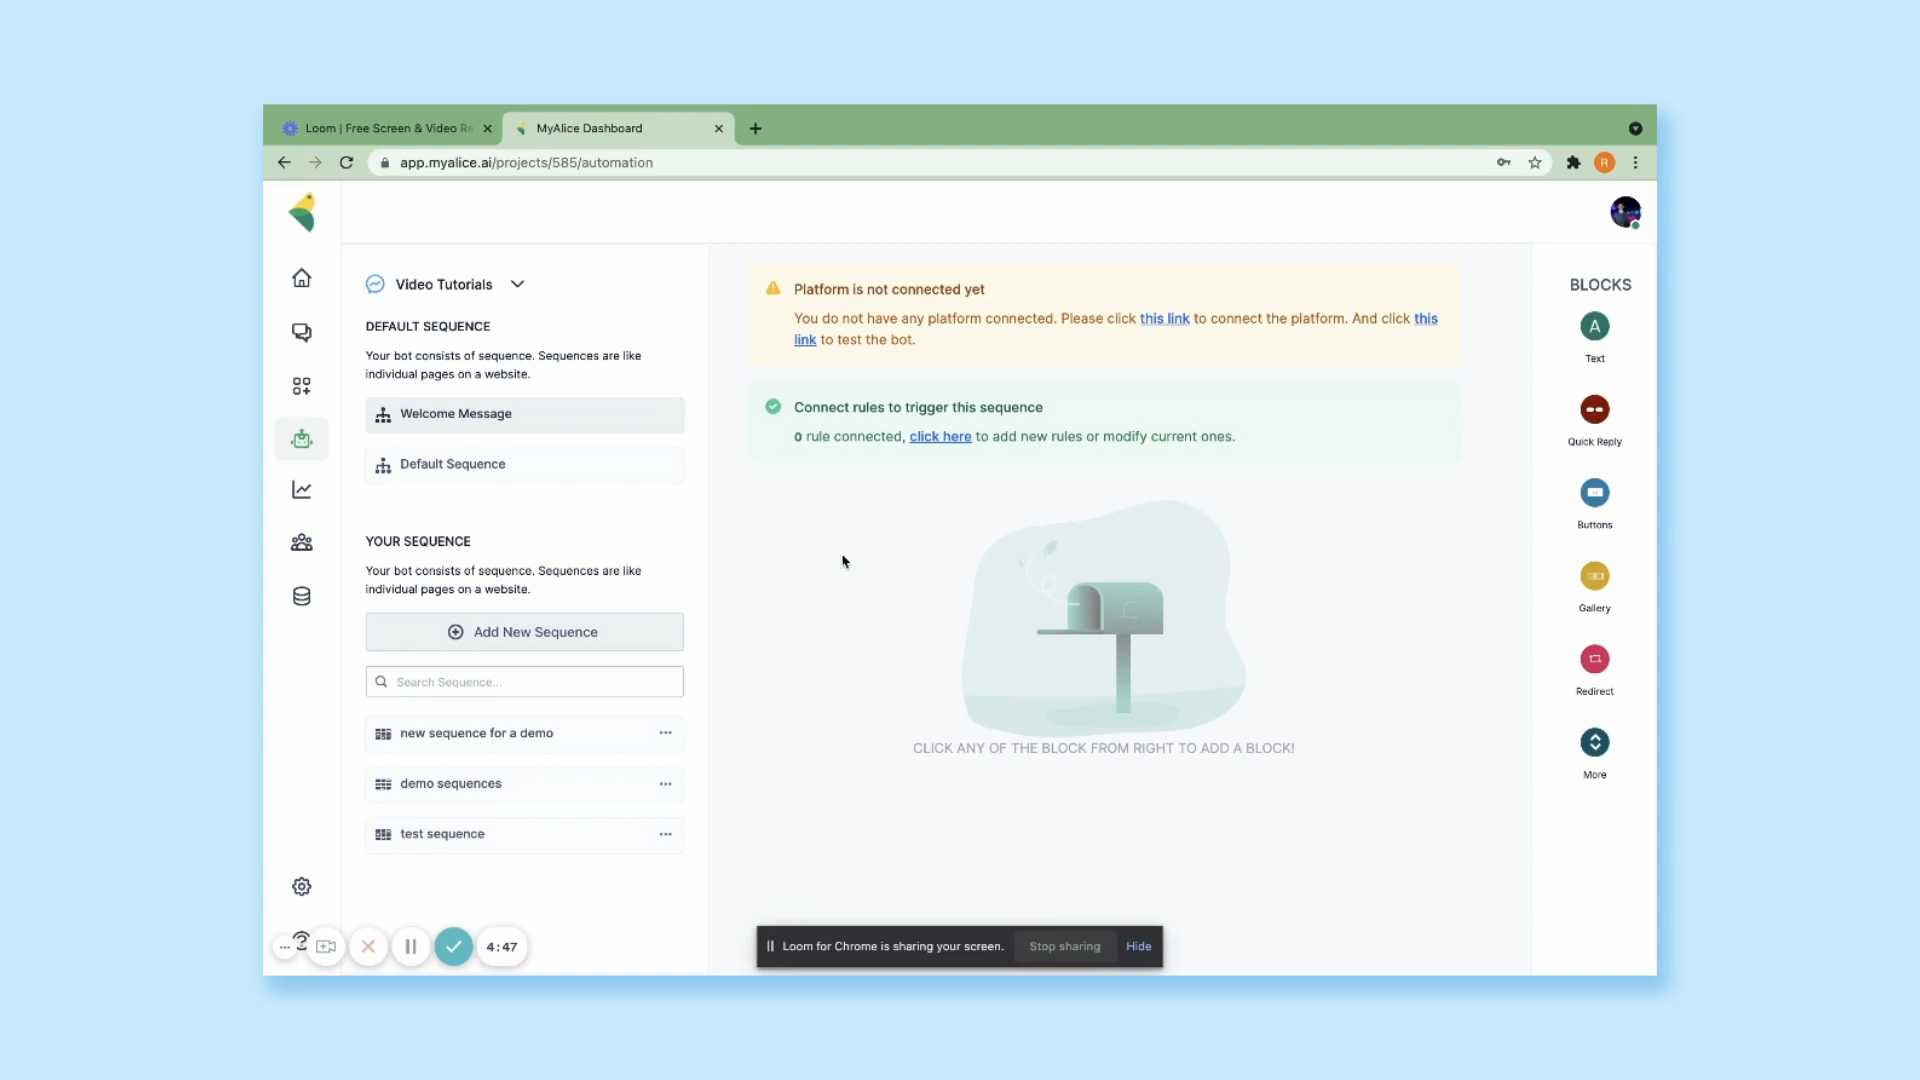 Loom | Free Screen & Video Re
MyAlice Dashboard
app.myalice.ai/projects/585/automation
R
Video Tutorials
DEFAULT SEQUENCE
Your bot consists of sequence. Sequences are like
individual pages on a website.
Welcome Message
Default Sequence
YOUR SEQUENCE
Your bot consists of sequence. Sequences are like
individual pages on a website.
Add New Sequence
Search Sequence...
new sequence for a demo
demo sequences
test sequence
4:47
Platform is not connected yet
You do not have any platform connected. Please click this link to connect the platform. And click this
link to test the bot.
Connect rules to trigger this sequence
0 rule connected, click here to add new rules or modify current ones.
CLICK ANY OF THE BLOCK FROM RIGHT TO ADD A BLOCK!
Loom for Chrome is sharing your screen.
Stop sharing
Hide
BLOCKS
A
Text
Quick Reply
Buttons
Gallery
Redirect
More